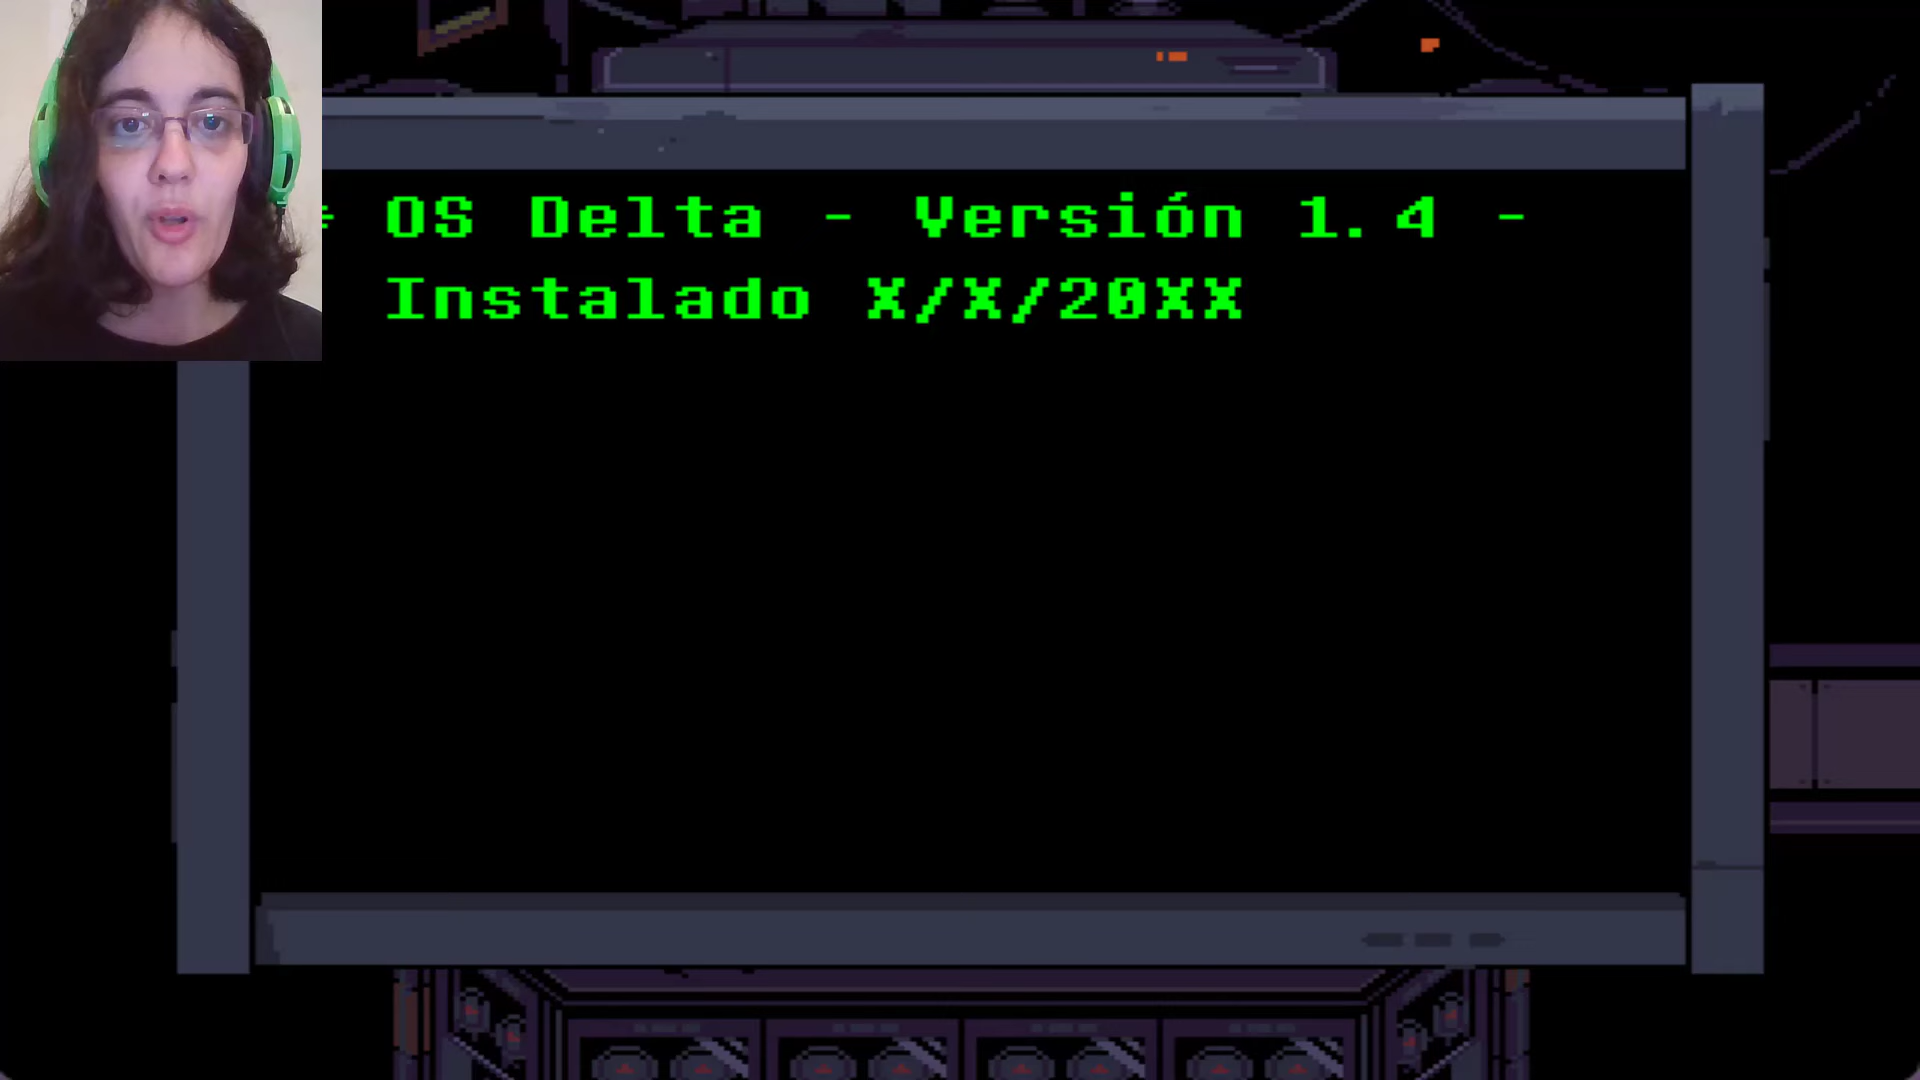 * OS Delta - Versión 1.4 -
Instalado X/X/20XX